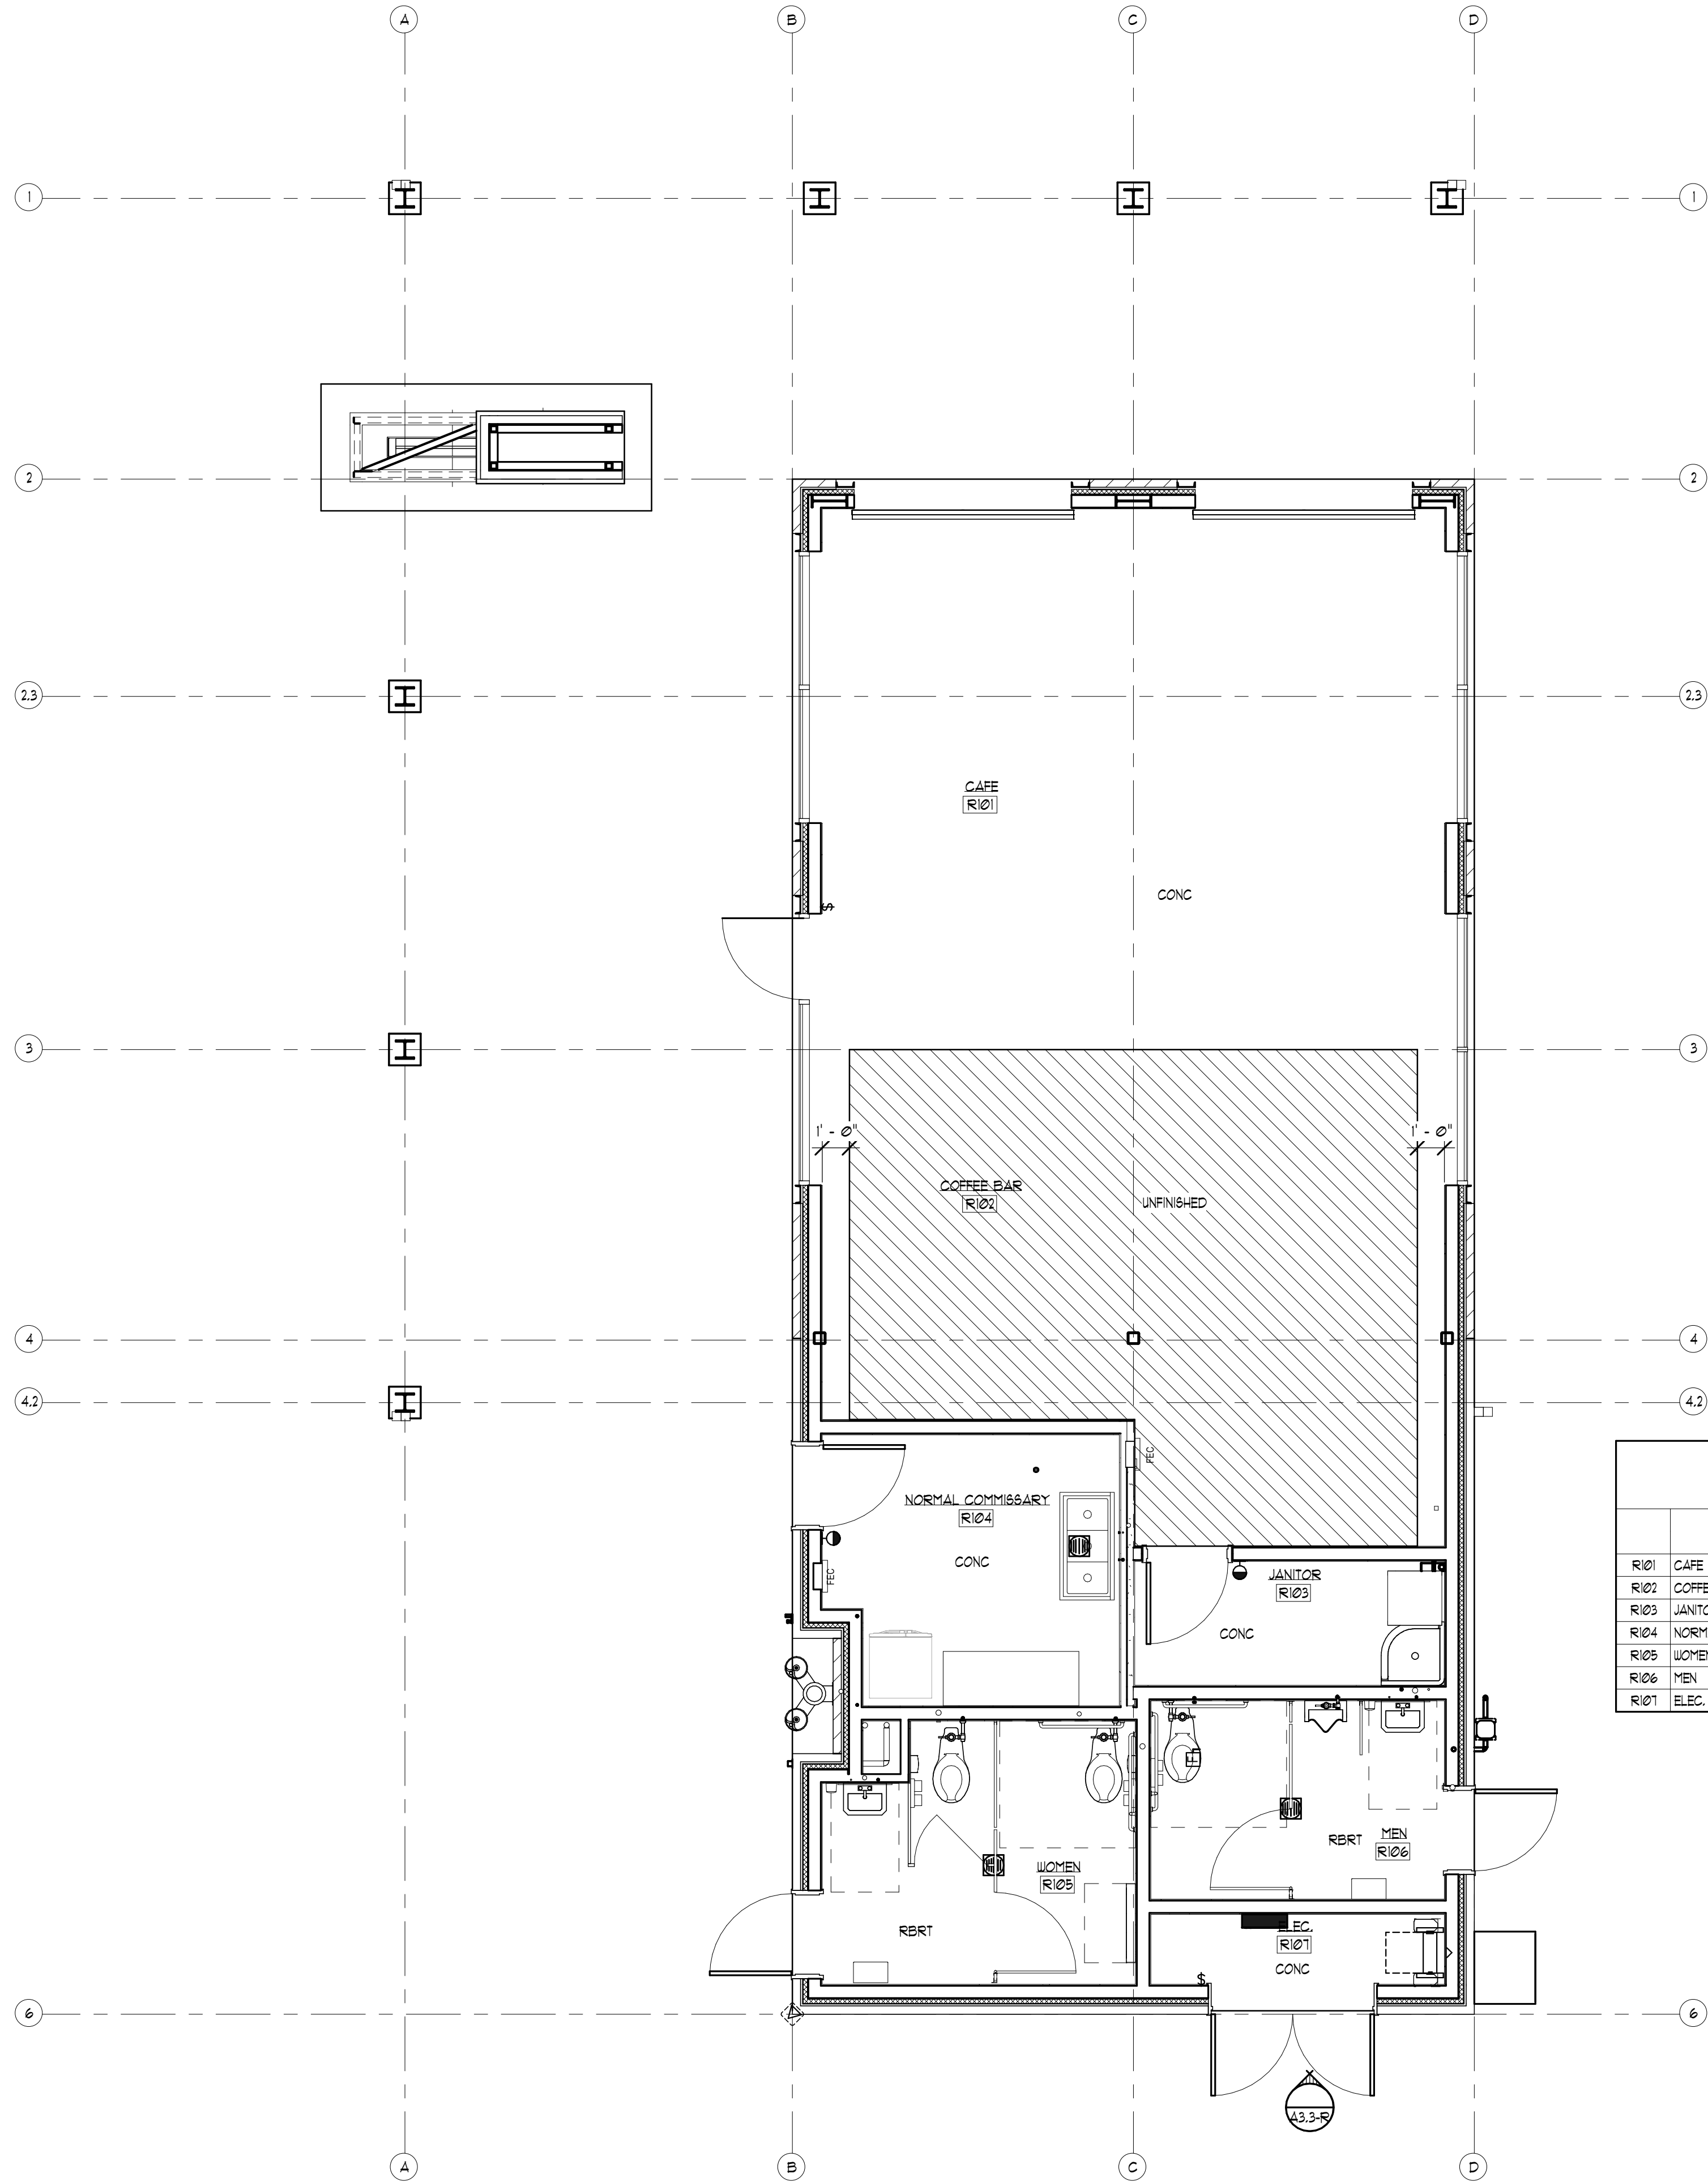 A B C D
1 1
2 2
2.3 2.3
CAFE
R101
CONC
$
3 3
1' - 0" 1' - 0"
COFFEE BAR
R102
UNFINISHED
4 4
4.2 4.2
FEC
NORMAL COMMISSARY
R104
CONC
FEC
JANITOR
R103
CONC
R101 CAFE
R102 COFFE
R103 JANITO
R104 NORM
R105 WOMEN
R106 MEN
R107 ELEC.
RBRT
MEN
R106
WOMEN
R105
RBRT
ELEC.
R107
CONC
$
6 6
A3.3-R
A B C D